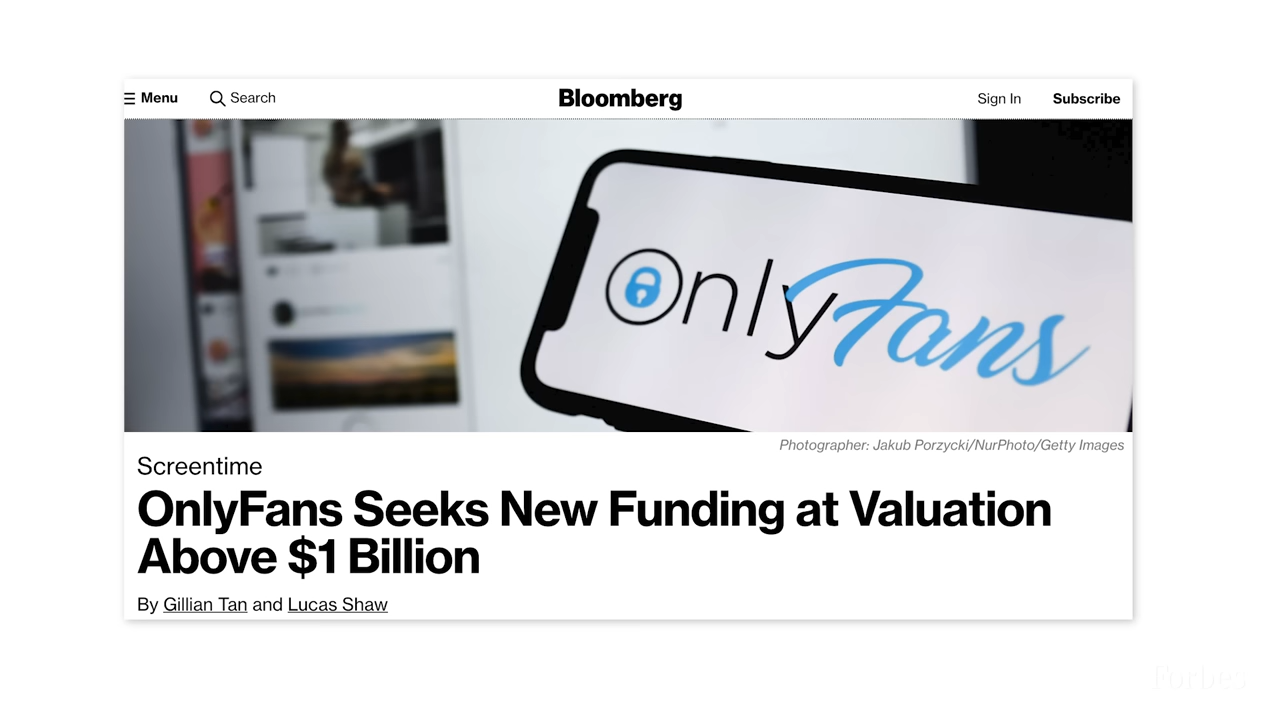 Menu
Search
Bloomberg
Sign In
Subscribe
OnlyFans
Photographer: Jakub Porzycki/NurPhoto/Getty Images
Screentime
OnlyFans Seeks New Funding at Valuation
Above $1 Billion
By Gillian Tan and Lucas Shaw
Forbes